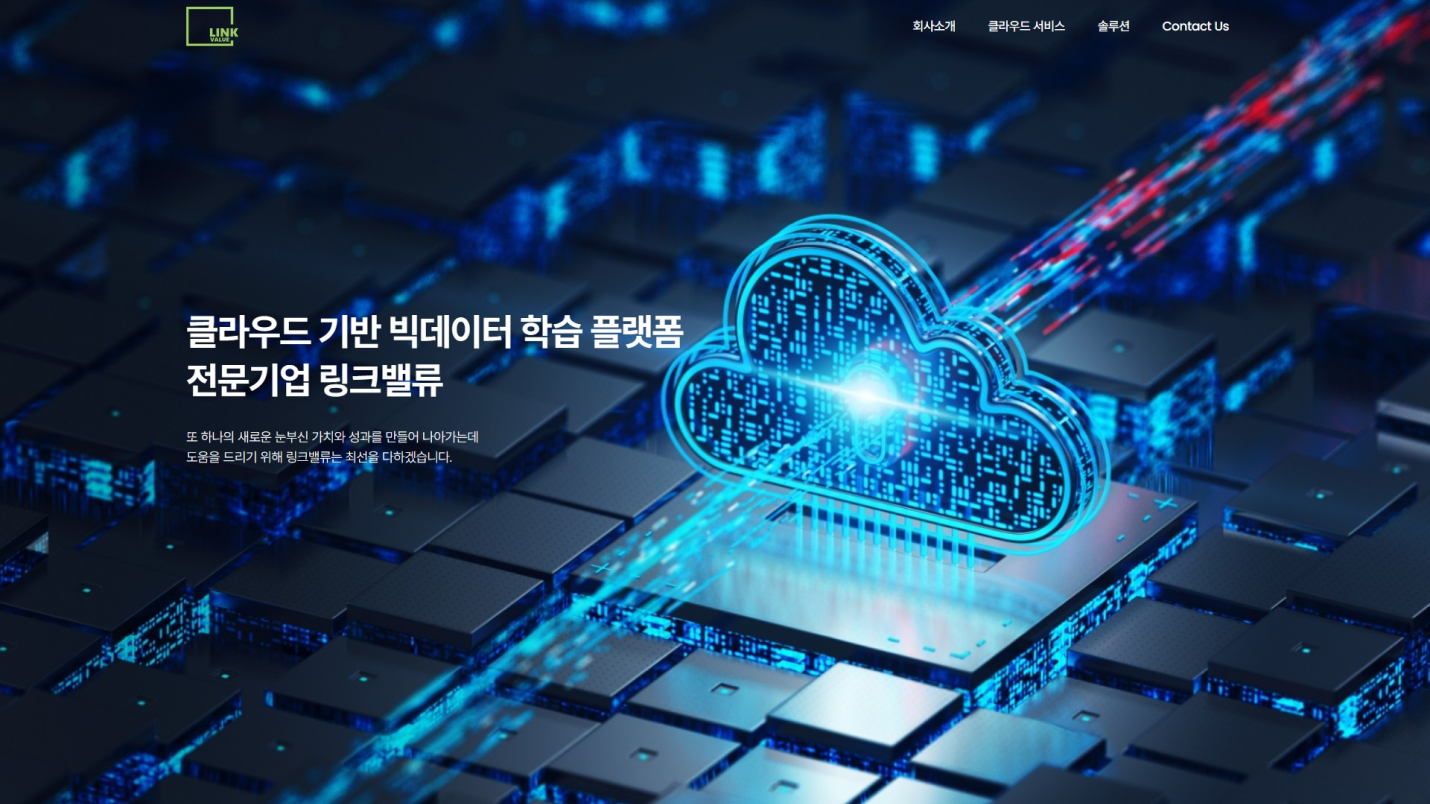 LINK
VALUE
회사소개
클라우드 서비스
솔루션
Contact Us
클라우드 기반 빅데이터 학습 플랫폼
전문기업 링크밸류
또 하나의 새로운 눈부신 가치와 성과를 만들어 나아가는데
도움을 드리기 위해 링크밸류는 최선을 다하겠습니다.